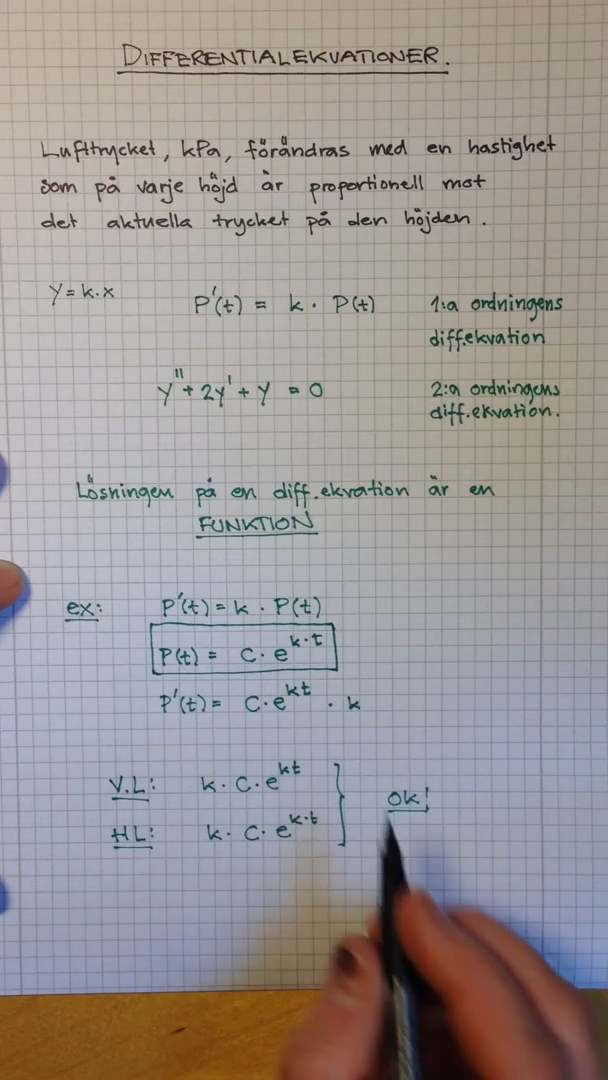 DIFFERENTIALEKVATIONER.
Lufttrycket, kPa, förändras med en hastighet
som på varje höjd är proportionell mot
det aktuella trycket på den höjden.
y = k·x
P'(t) = k · P(t)
1:a ordningens
diff.ekvation
y'' + 2y' + y = 0
2:a ordningens
diff.ekvation.
Lösningen på en diff.ekvation är en
FUNKTION
ex:
P'(t) = k · P(t)
P(t) = C · e^{k·t}
P'(t) = C · e^{kt} · k
V.L: k · C · e^{kt}
HL: k · C · e^{k·t}
OK!